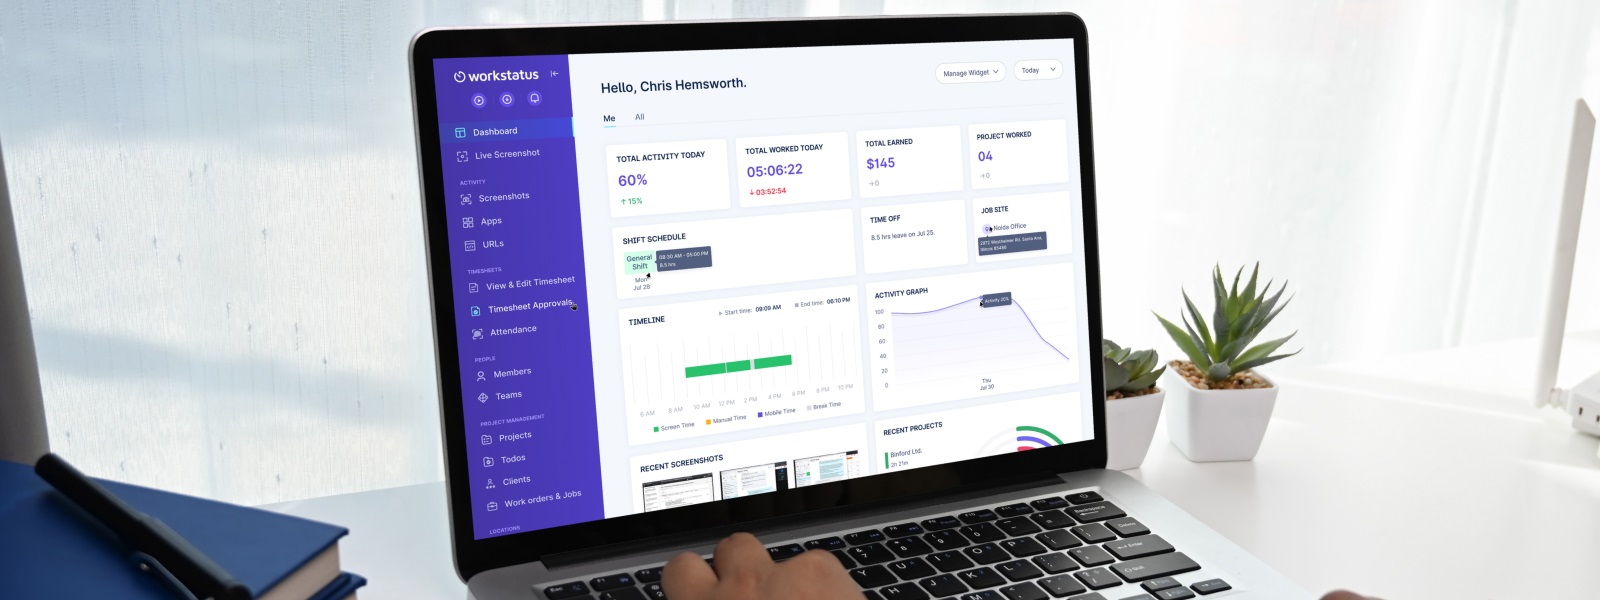 workstatus
Dashboard
Live Screenshot
ACTIVITY
Screenshots
Apps
URLs
TIMESHEETS
View & Edit Timesheet
Timesheet Approvals
Attendance
PEOPLE
Members
Teams
PROJECT MANAGEMENT
Projects
Todos
Clients
Work orders & Jobs
LOCATIONS
Hello, Chris Hemsworth.
Manage Widget
Today
Me
All
TOTAL ACTIVITY TODAY
60%
↑ 15%
TOTAL WORKED TODAY
05:06:22
↓ 03:52:54
TOTAL EARNED
$145
→0
PROJECT WORKED
04
→0
SHIFT SCHEDULE
General
Shift
09:30 AM - 05:00 PM
8.5 hrs
Mon
Jul 28
TIME OFF
8.5 hrs leave on Jul 25.
JOB SITE
Noida Office
TIMELINE
Start time: 09:09 AM
End time: 06:10 PM
6 AM 8 AM 10 AM 12 PM 2 PM 4 PM 6 PM 8 PM 10 PM
Screen Time Manual Time Mobile Time Break Time
ACTIVITY GRAPH
100
80
60
40
20
0
Thu
Jul 30
RECENT SCREENSHOTS
RECENT PROJECTS
Binford Ltd.
2h 21m